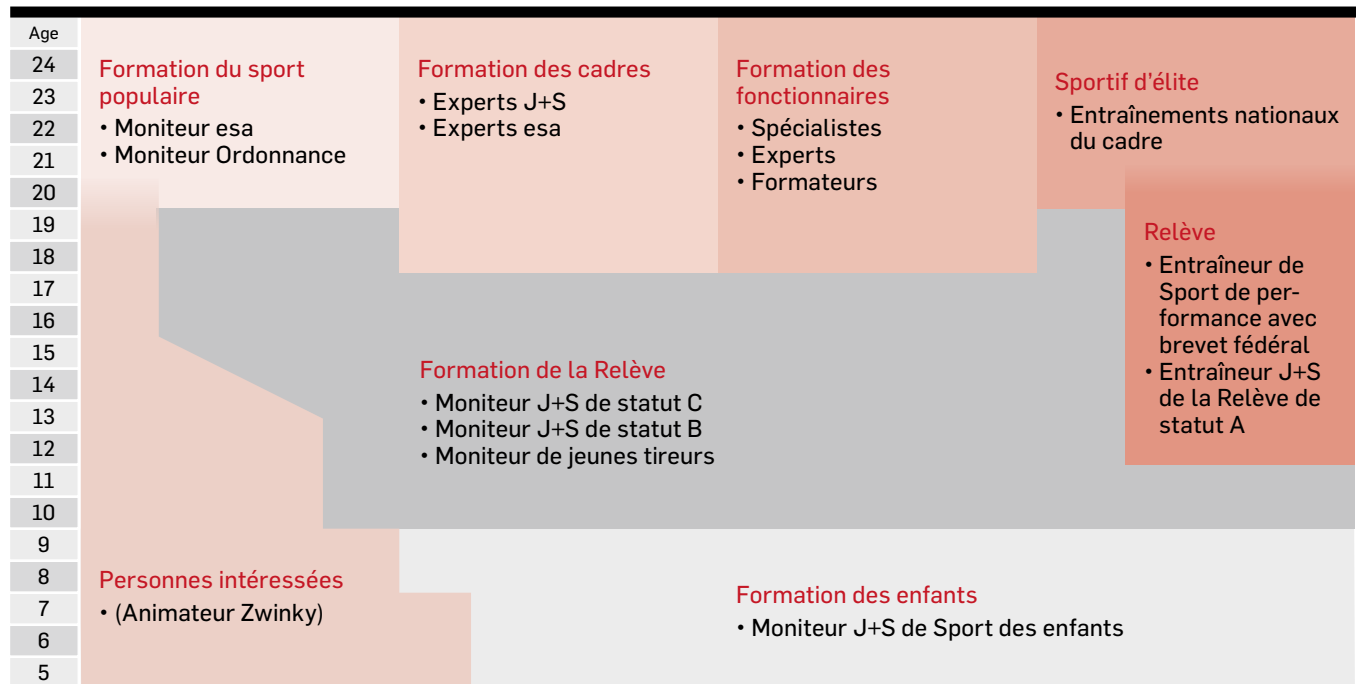 Age
24
23
22
21
20
19
18
17
16
15
14
13
12
11
10
9
8
7
6
5
Formation du sport
populaire
• Moniteur esa
• Moniteur Ordonnance
Formation des cadres
• Experts J+S
• Experts esa
Formation des
fonctionnaires
• Spécialistes
• Experts
• Formateurs
Sportif d'élite
• Entraînements nationaux
du cadre
Relève
• Entraîneur de
Sport de per-
formance avec
brevet fédéral
• Entraîneur J+S
de la Relève de
statut A
Formation de la Relève
• Moniteur J+S de statut C
• Moniteur J+S de statut B
• Moniteur de jeunes tireurs
Personnes intéressées
• (Animateur Zwinky)
Formation des enfants
• Moniteur J+S de Sport des enfants